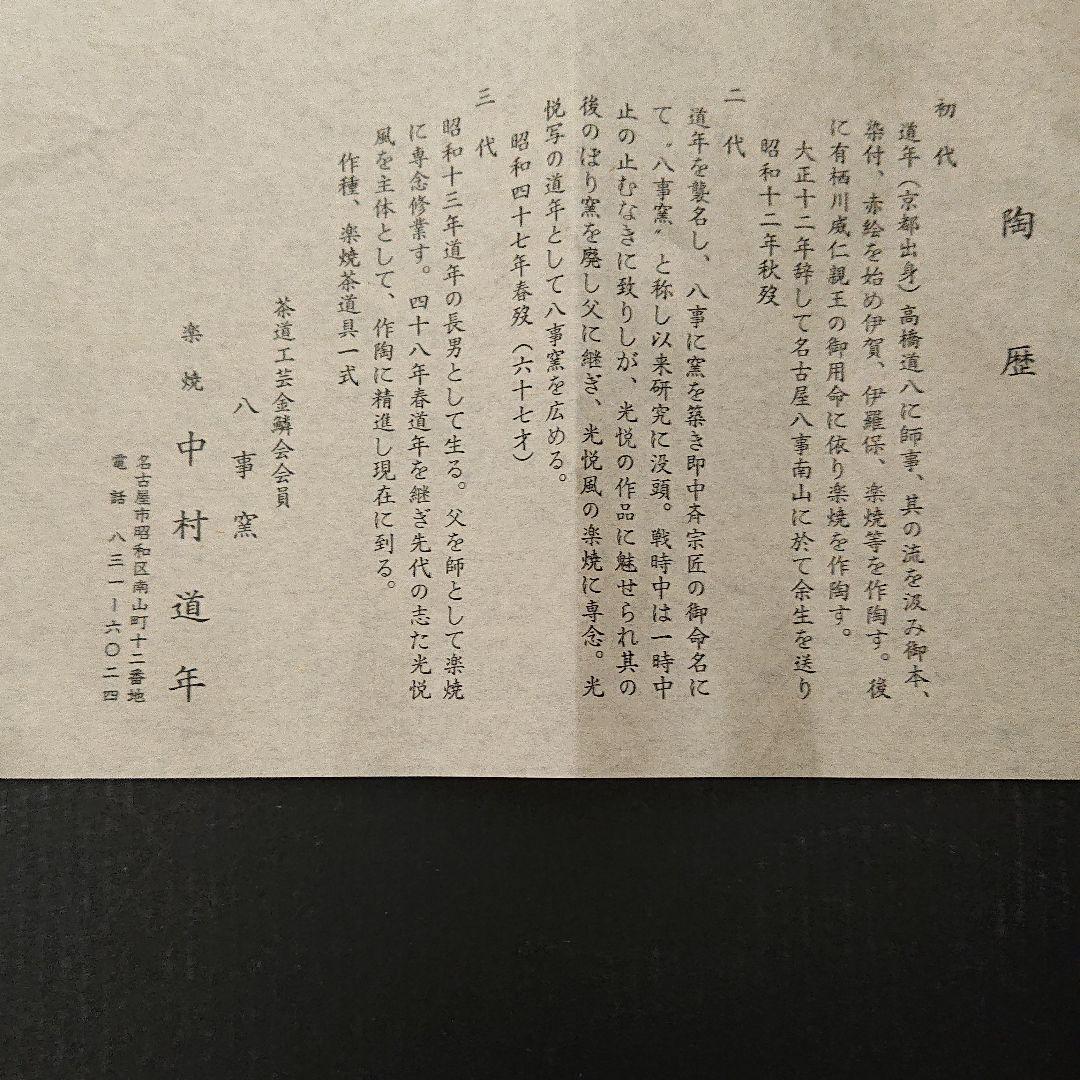 陶歴
初代
道年（京都出身）高橋道八に師事、其の流を汲み御本、
染付、赤絵を始め伊賀、伊羅保、楽焼等を作陶す。後
に有栖川威仁親王の御用命に依り楽焼を作陶す。
大正十二年辞して名古屋八事南山に於て余生を送り
昭和十二年秋歿
二代
道年を襲名し、八事に窯を築き即中斉宗匠の御命名に
て〝八事窯〟と称し以来研究に没頭。戦時中は一時中
止の止むなきに致りしが、光悦の作品に魅せられ其の
後のぼり窯を廃し父に継ぎ、光悦風の楽焼に専念。光
悦写の道年として八事窯を広める。
昭和四十七年春歿（六十七才）
三代
昭和十三年道年の長男として生る。父を師として楽焼
に専念修業す。四十八年春道年を継ぎ先代の志た光悦
風を主体として、作陶に精進し現在に到る。
作種、楽焼茶道具一式
茶道工芸金鱗会会員
八事窯
楽焼 中村道年
名古屋市昭和区南山町十二番地
電話 八三一ー六〇二四